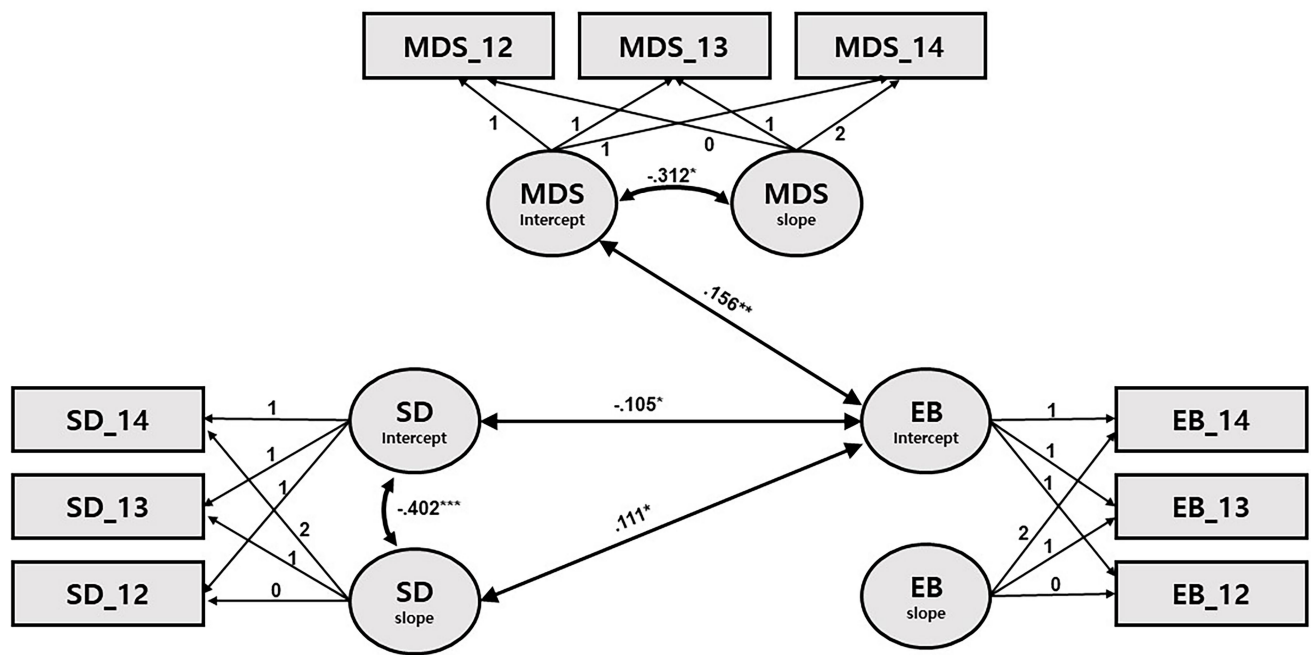 MDS_12
MDS_13
MDS_14
1
1
1
0
1
2
MDS
Intercept
-.312*
MDS
slope
.156**
SD_14
SD_13
SD_12
1
1
1
2
1
0
SD
Intercept
-.402***
SD
slope
-.105*
.111*
EB
Intercept
EB
slope
1
1
1
2
1
0
EB_14
EB_13
EB_12